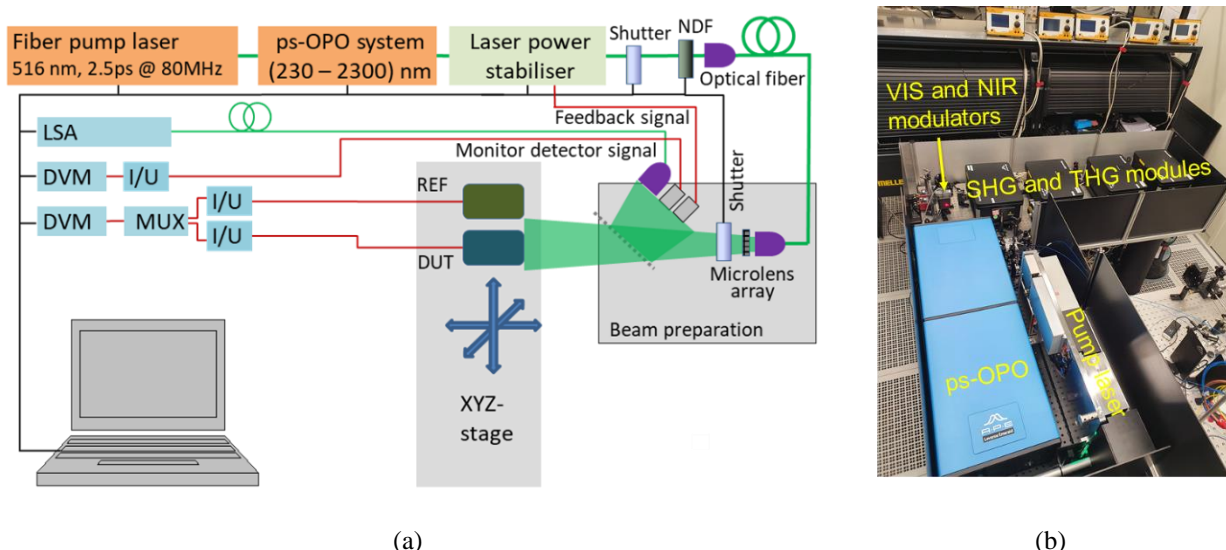 Fiber pump laser
516 nm, 2.5ps @ 80MHz
ps-OPO system
(230 – 2300) nm
Laser power
stabiliser
Shutter
NDF
Optical fiber
Feedback signal
LSA
Monitor detector signal
DVM
I/U
DVM
MUX
I/U
I/U
REF
DUT
Shutter
Microlens
array
Beam preparation
XYZ-
stage
VIS and NIR
modulators
SHG and THG modules
ps-OPO
Pump laser
A.P.E
(a)
(b)